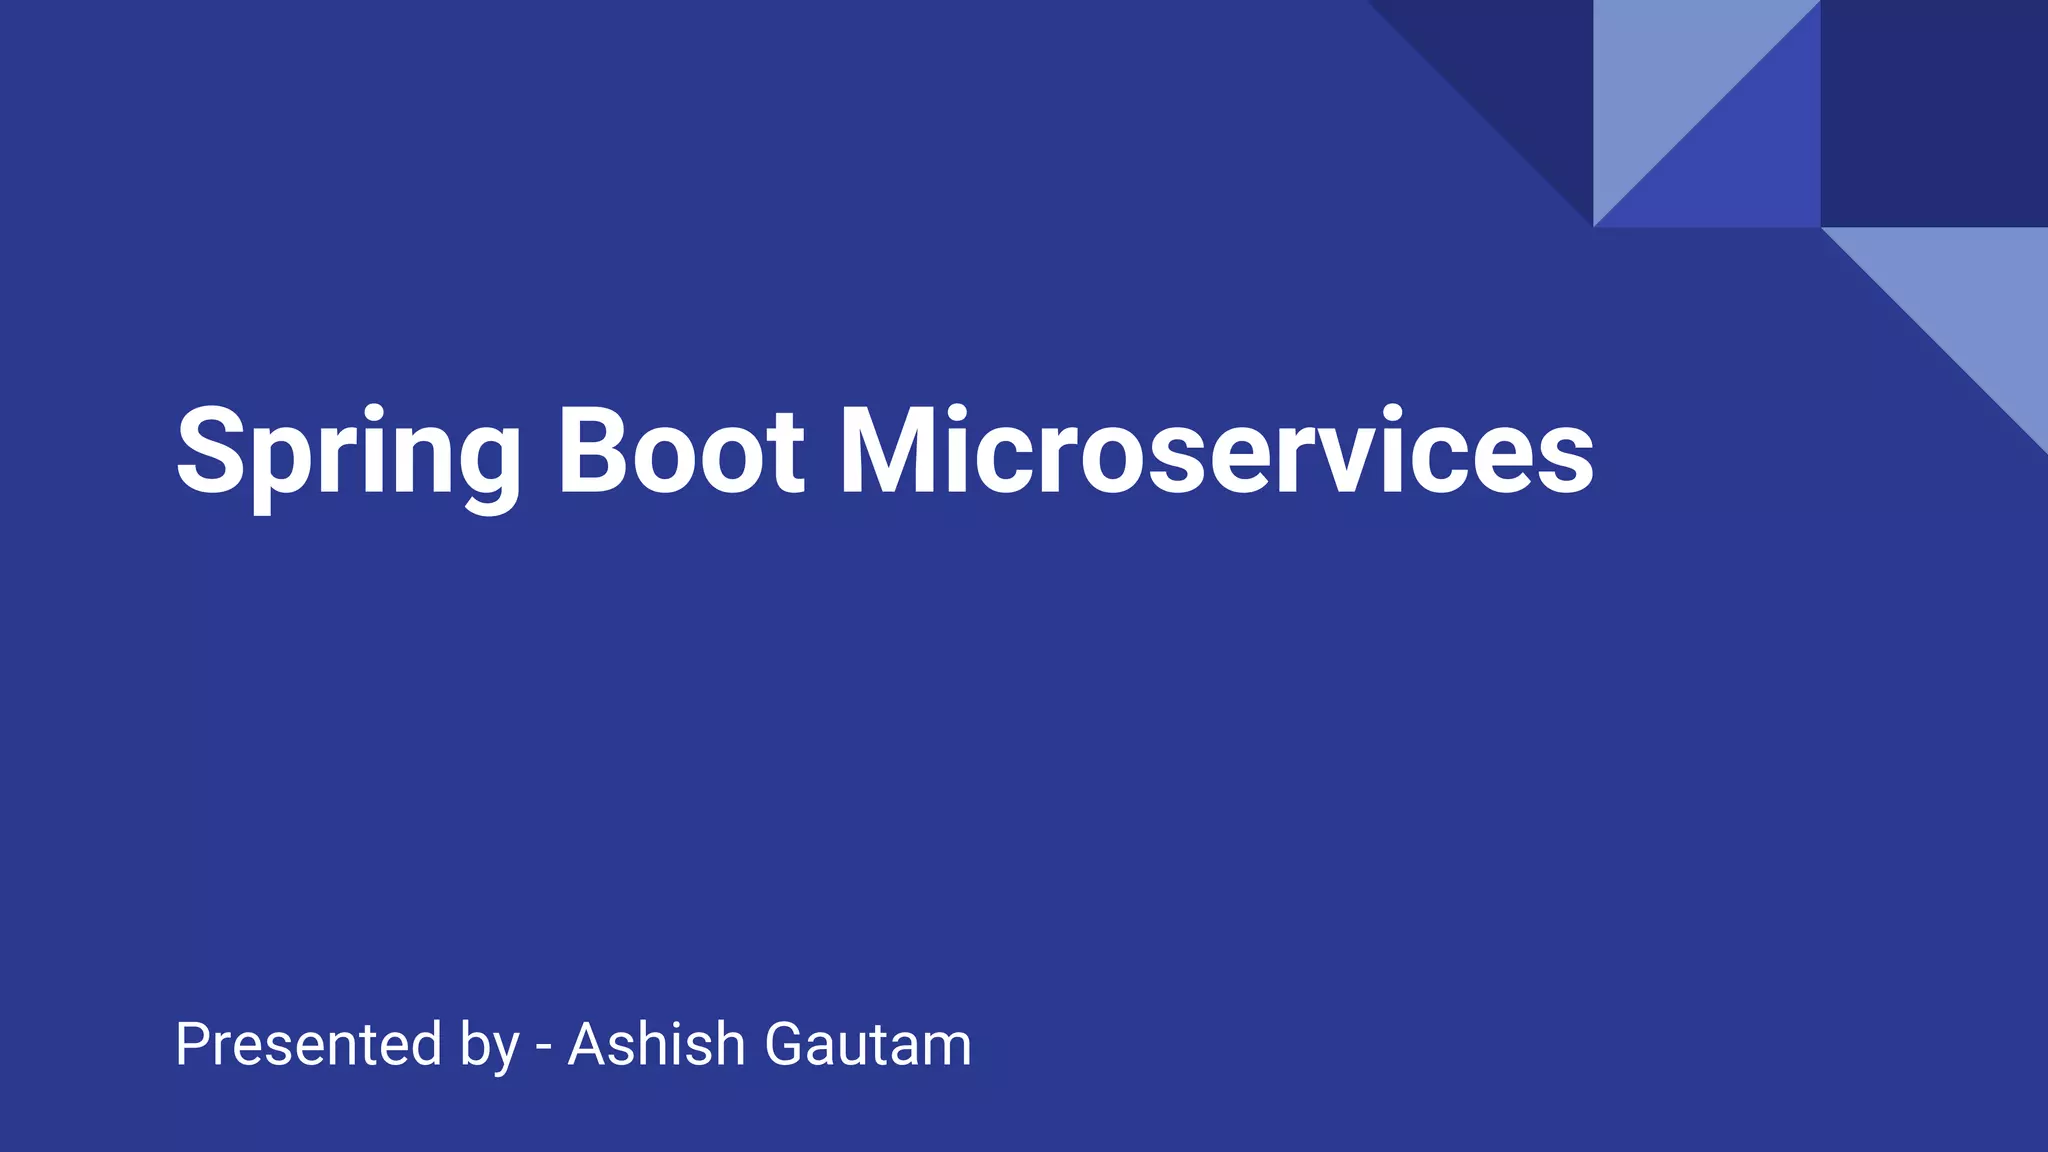 Spring Boot Microservices
Presented by - Ashish Gautam